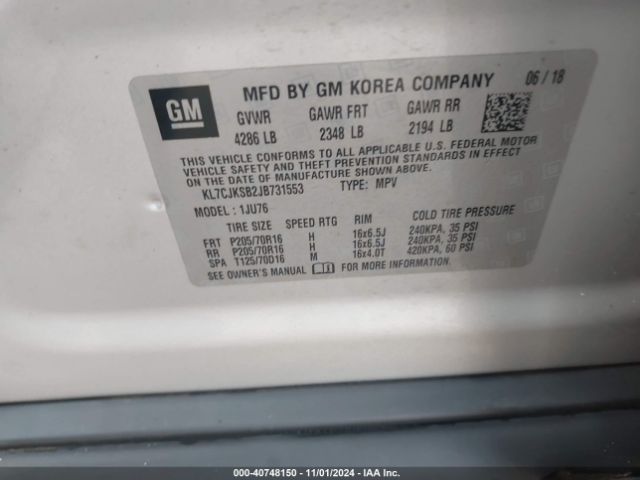 GM
MFD BY GM KOREA COMPANY 06 / 18
GVWR GAWR FRT GAWR RR
4286 LB 2348 LB 2194 LB
THIS VEHICLE CONFORMS TO ALL APPLICABLE U.S. FEDERAL MOTOR
VEHICLE SAFETY AND THEFT PREVENTION STANDARDS IN EFFECT
ON THE DATE OF MANUFACTURE SHOWN ABOVE.
KL7CJKSB2JB731553 TYPE: MPV
MODEL : 1JU76
TIRE SIZE SPEED RTG RIM COLD TIRE PRESSURE
FRT P205/70R16 H 16x6.5J 240KPA, 35 PSI
RR P205/70R16 H 16x6.5J 240KPA, 35 PSI
SPA T125/70D16 M 16x4.0T 420KPA, 60 PSI
SEE OWNER'S MANUAL FOR MORE INFORMATION.
000-40748150 - 11/01/2024 - IAAI.COM